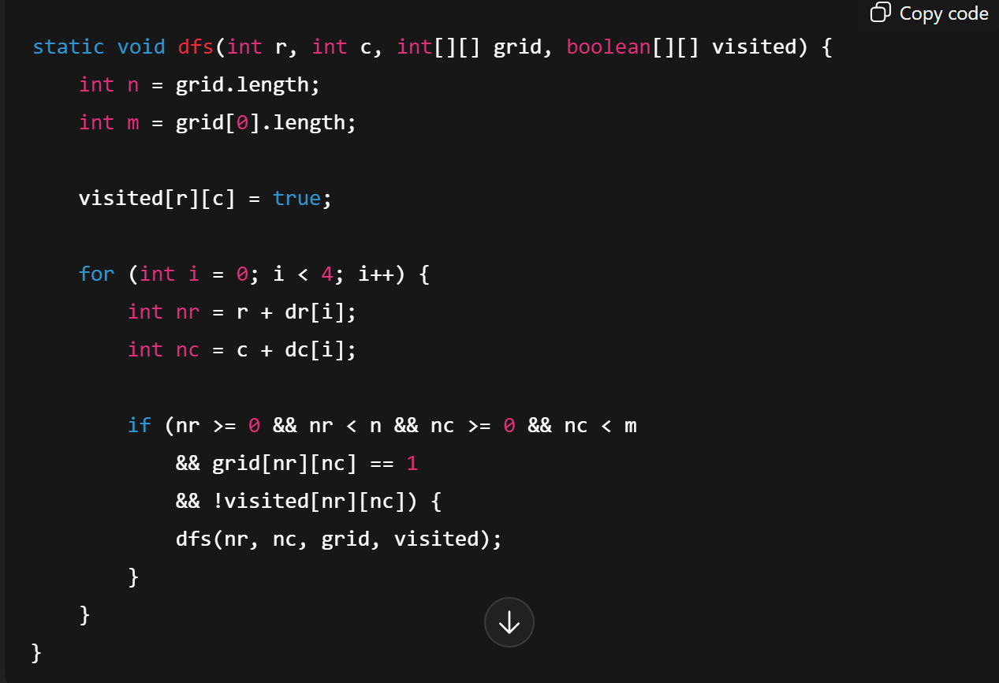 Copy code
static void dfs(int r, int c, int[][] grid, boolean[][] visited) {
    int n = grid.length;
    int m = grid[0].length;

    visited[r][c] = true;

    for (int i = 0; i < 4; i++) {
        int nr = r + dr[i];
        int nc = c + dc[i];

        if (nr >= 0 && nr < n && nc >= 0 && nc < m
            && grid[nr][nc] == 1
            && !visited[nr][nc]) {
            dfs(nr, nc, grid, visited);
        }
    }
}